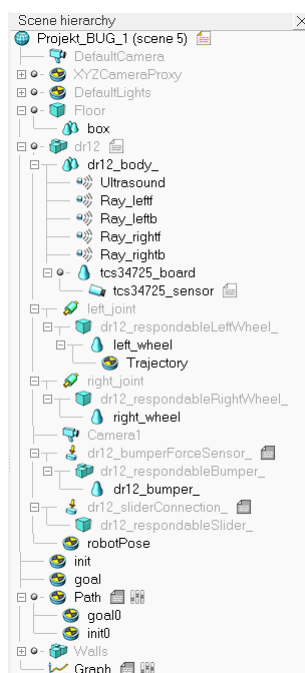 Scene hierarchy
Projekt_BUG_1 (scene 5)
DefaultCamera
XYZCameraProxy
DefaultLights
Floor
box
dr12
dr12_body_
Ultrasound
Ray_leftf
Ray_leftb
Ray_rightf
Ray_rightb
tcs34725_board
tcs34725_sensor
left_joint
dr12_respondableLeftWheel_
left_wheel
Trajectory
right_joint
dr12_respondableRightWheel_
right_wheel
Camera1
dr12_bumperForceSensor_
dr12_respondableBumper_
dr12_bumper_
dr12_sliderConnection_
dr12_respondableSlider_
robotPose
init
goal
Path
goal0
init0
Walls
Graph